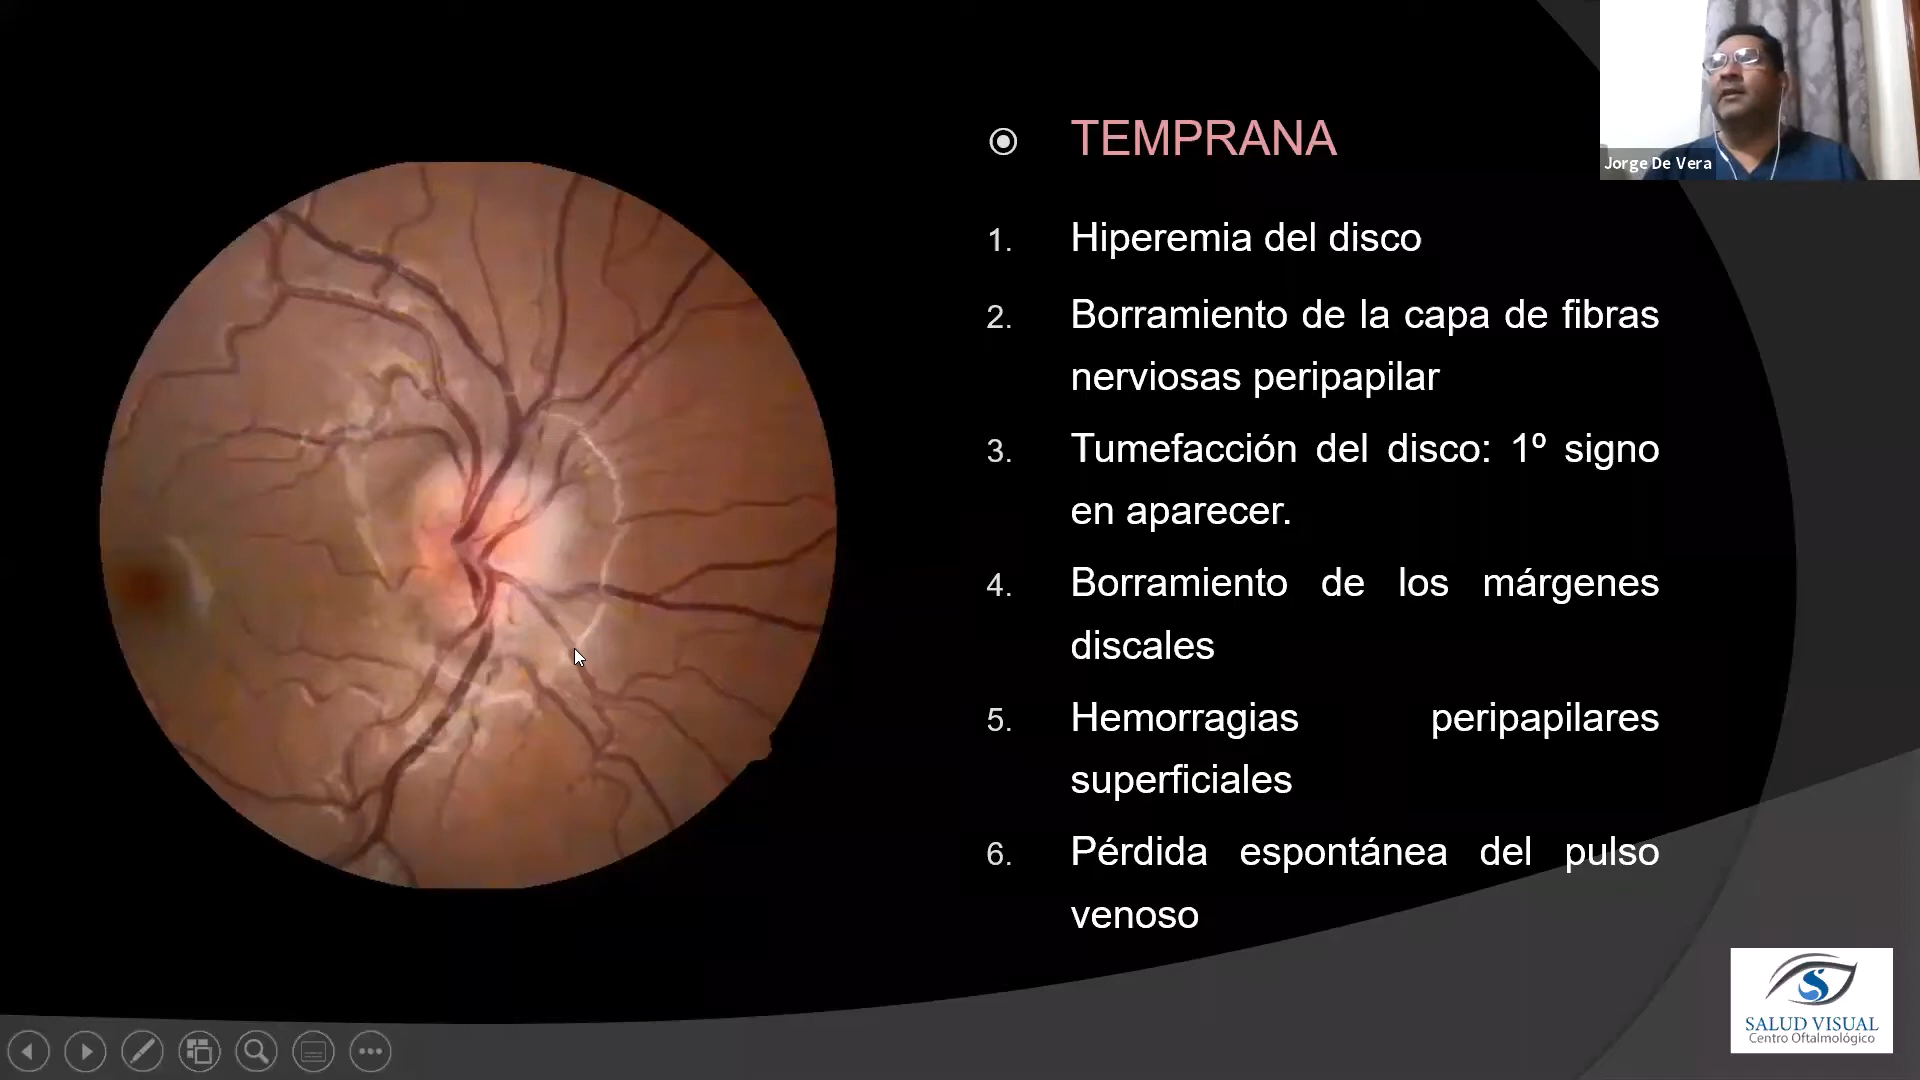 TEMPRANA
1. Hiperemia del disco
2. Borramiento de la capa de fibras
nerviosas peripapilar
3. Tumefacción del disco: 1º signo
en aparecer.
4. Borramiento de los márgenes
discales
5. Hemorragias peripapilares
superficiales
6. Pérdida espontánea del pulso
venoso
Jorge De Vera
SALUD VISUAL
Centro Oftalmológico